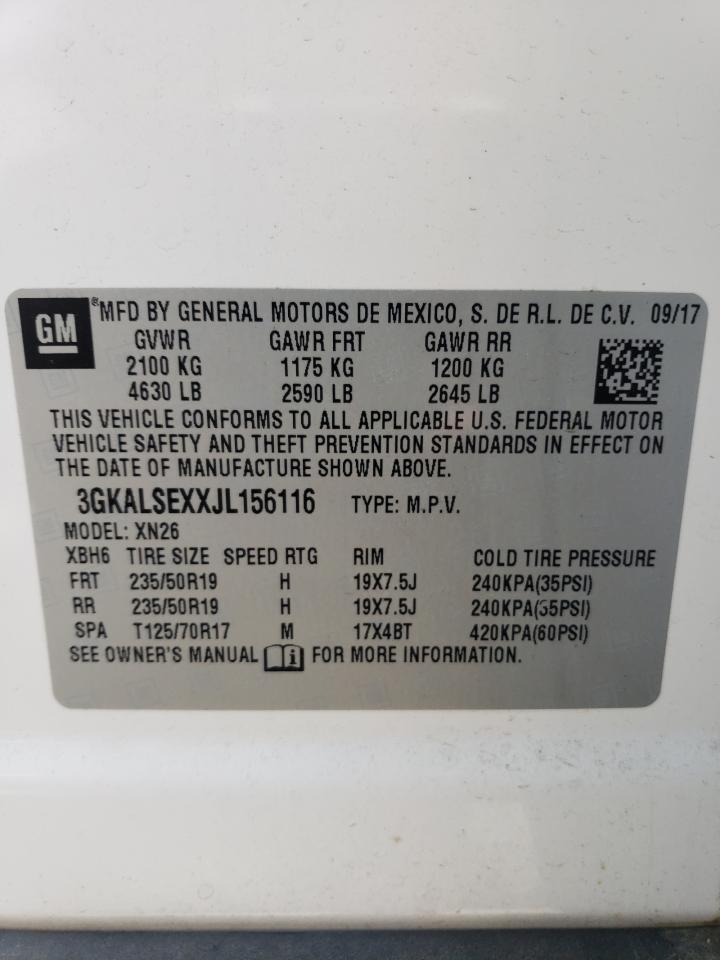 GM ®MFD BY GENERAL MOTORS DE MEXICO, S. DE R.L. DE C.V. 09/17
GVWR GAWR FRT GAWR RR
2100 KG 1175 KG 1200 KG
4630 LB 2590 LB 2645 LB
THIS VEHICLE CONFORMS TO ALL APPLICABLE U.S. FEDERAL MOTOR
VEHICLE SAFETY AND THEFT PREVENTION STANDARDS IN EFFECT ON
THE DATE OF MANUFACTURE SHOWN ABOVE.
3GKALSEXXJL156116 TYPE: M.P.V.
MODEL: XN26
XBH6 TIRE SIZE SPEED RTG RIM COLD TIRE PRESSURE
FRT 235/50R19 H 19X7.5J 240KPA(35PSI)
RR 235/50R19 H 19X7.5J 240KPA(35PSI)
SPA T125/70R17 M 17X4BT 420KPA(60PSI)
SEE OWNER'S MANUAL i FOR MORE INFORMATION.